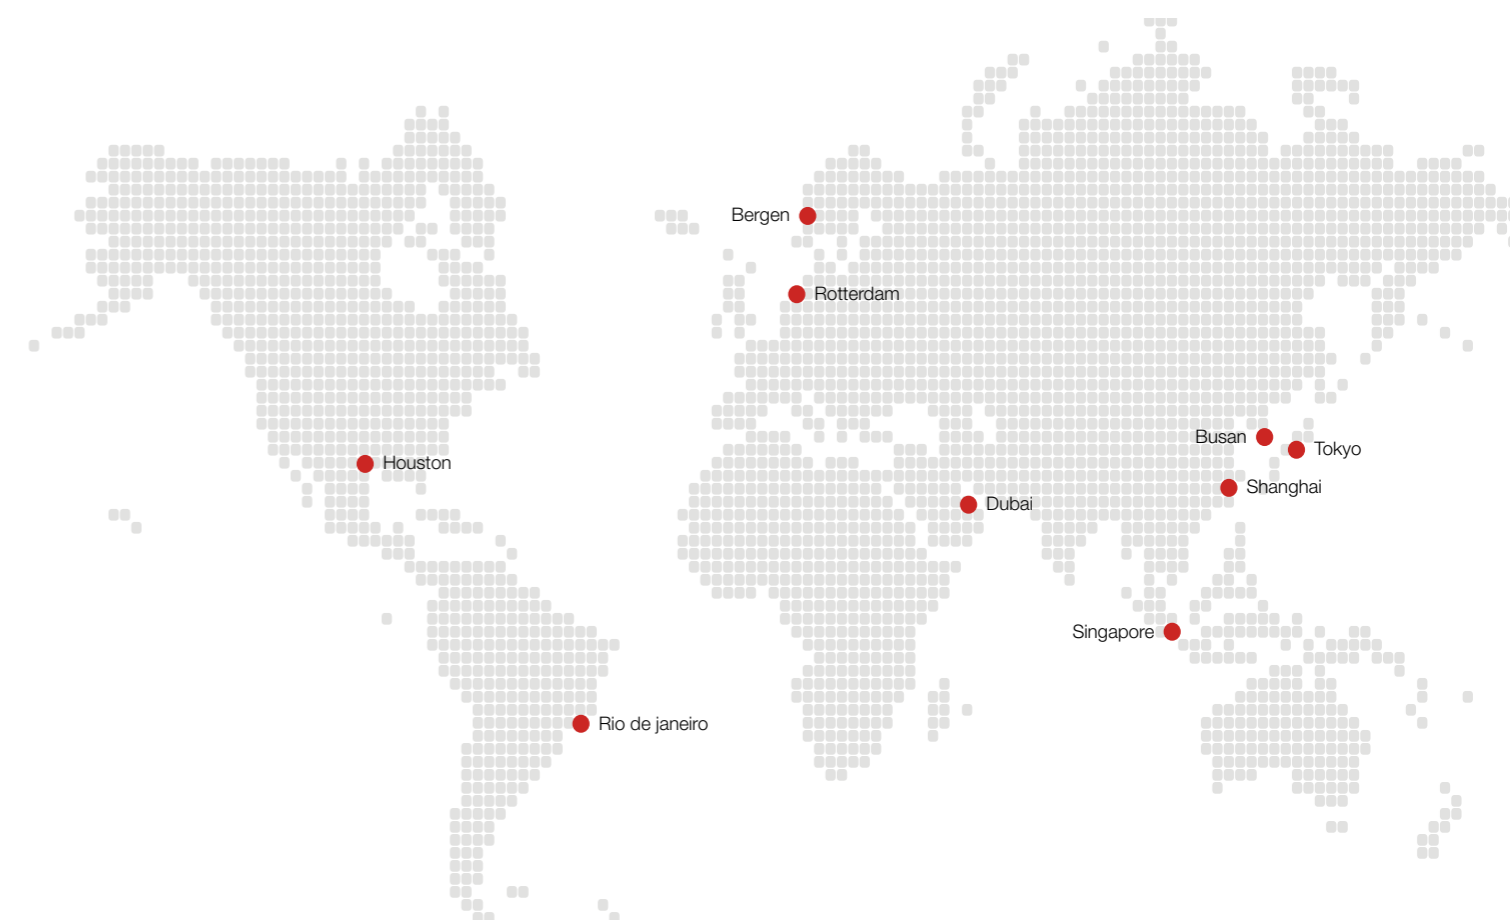 Bergen
Rotterdam
Busan
Tokyo
Houston
Shanghai
Dubai
Singapore
Rio de janeiro